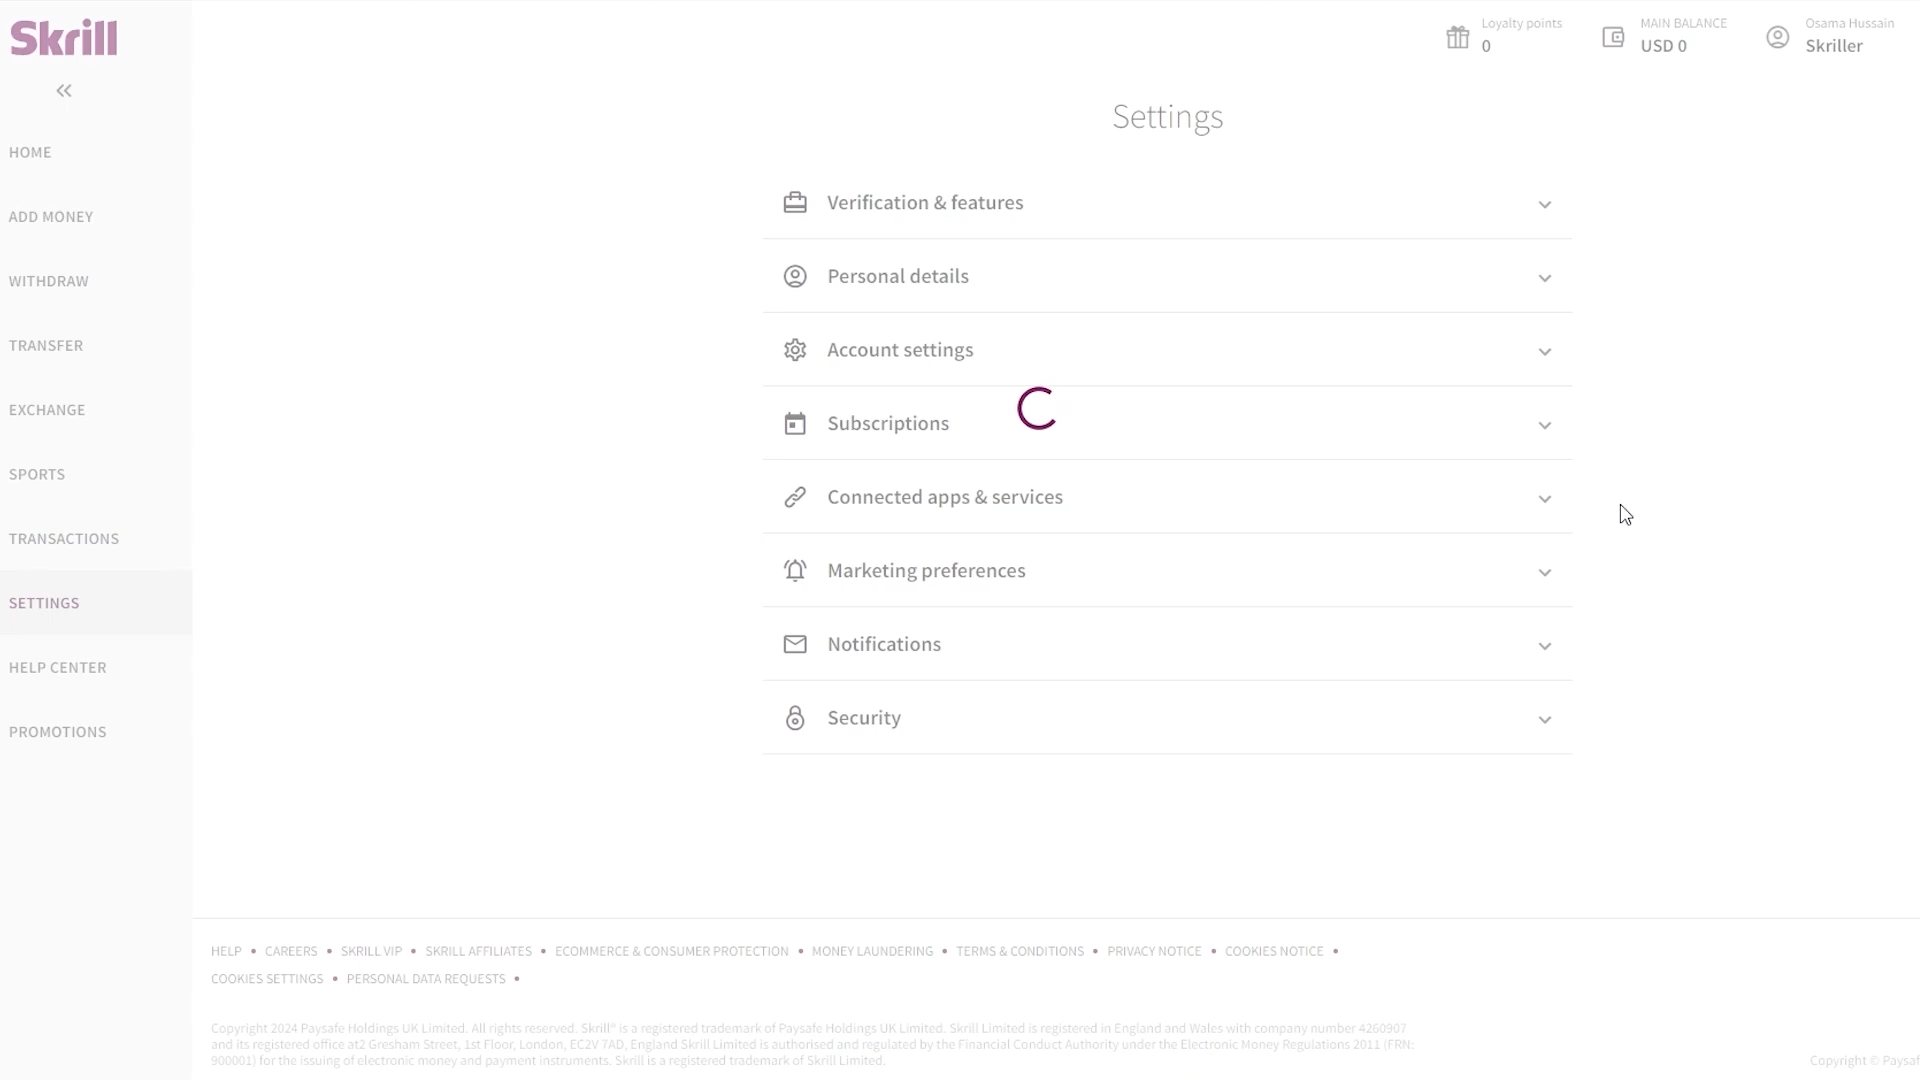 Skrill
Loyalty points
0
MAIN BALANCE
USD 0
Osama Hussain
Skriller
HOME
ADD MONEY
WITHDRAW
TRANSFER
EXCHANGE
SPORTS
TRANSACTIONS
SETTINGS
HELP CENTER
PROMOTIONS
Settings
Verification & features
Personal details
Account settings
Subscriptions
Connected apps & services
Marketing preferences
Notifications
Security
HELP • CAREERS • SKRILL VIP • SKRILL AFFILIATES • ECOMMERCE & CONSUMER PROTECTION • MONEY LAUNDERING • TERMS & CONDITIONS • PRIVACY NOTICE • COOKIES NOTICE •
COOKIES SETTINGS • PERSONAL DATA REQUESTS •
Copyright 2024 Paysafe Holdings UK Limited. All rights reserved. Skrill® is a registered trademark of Paysafe Holdings UK Limited. Skrill Limited is registered in England and Wales with company number 4260907
and its registered office at2 Gresham Street, 1st Floor, London, EC2V 7AD, England Skrill Limited is authorised and regulated by the Financial Conduct Authority under the Electronic Money Regulations 2011 (FRN:
900001) for the issuing of electronic money and payment instruments. Skrill is a registered trademark of Skrill Limited.
Copyright © Paysaf